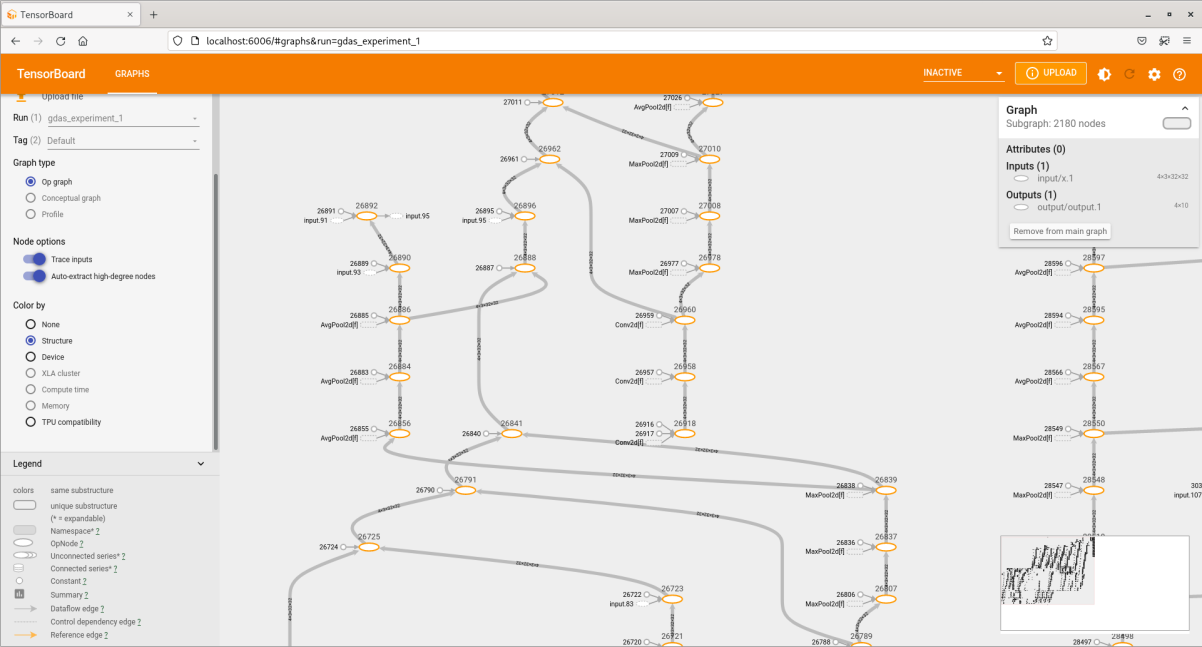 TensorBoard
localhost:6006/#graphs&run=gdas_experiment_1
TensorBoard
GRAPHS
INACTIVE
UPLOAD
Upload file
Run (1) gdas_experiment_1
Tag (2) Default
Graph type
Op graph
Conceptual graph
Profile
Node options
Trace inputs
Auto-extract high-degree nodes
Color by
None
Structure
Device
XLA cluster
Compute time
Memory
TPU compatibility
Legend
colors same substructure
unique substructure
(* = expandable)
Namespace* ?
OpNode ?
Unconnected series* ?
Connected series* ?
Constant ?
Summary ?
Dataflow edge ?
Control dependency edge ?
Reference edge ?
Graph
Subgraph: 2180 nodes
Attributes (0)
Inputs (1)
input/x.1 4×3×32×32
Outputs (1)
output/output.1 4×10
Remove from main graph
27011
27026
AvgPool2d[f]
26962
26961
27010
27009
MaxPool2d[f]
26892
26891
input.91
input.95
26896
26895
input.95
27008
27007
MaxPool2d[f]
26890
26889
input.93
26888
26887
26978
26977
MaxPool2d[f]
28597
28596
AvgPool2d[f]
26886
26885
AvgPool2d[f]
26960
26959
Conv2d[f]
28595
28594
AvgPool2d[f]
26884
26883
AvgPool2d[f]
26958
26957
Conv2d[f]
28567
28566
AvgPool2d[f]
26856
26855
AvgPool2d[f]
26841
26840
26918
26916
26917
Conv2d[f]
28550
28549
MaxPool2d[f]
26791
26790
26839
26838
MaxPool2d[f]
28548
28547
MaxPool2d[f]
303
input.107
26725
26724
26837
26836
MaxPool2d[f]
26723
26722
input.83
26807
26806
MaxPool2d[f]
26721
26720
26789
26788
28498
28497